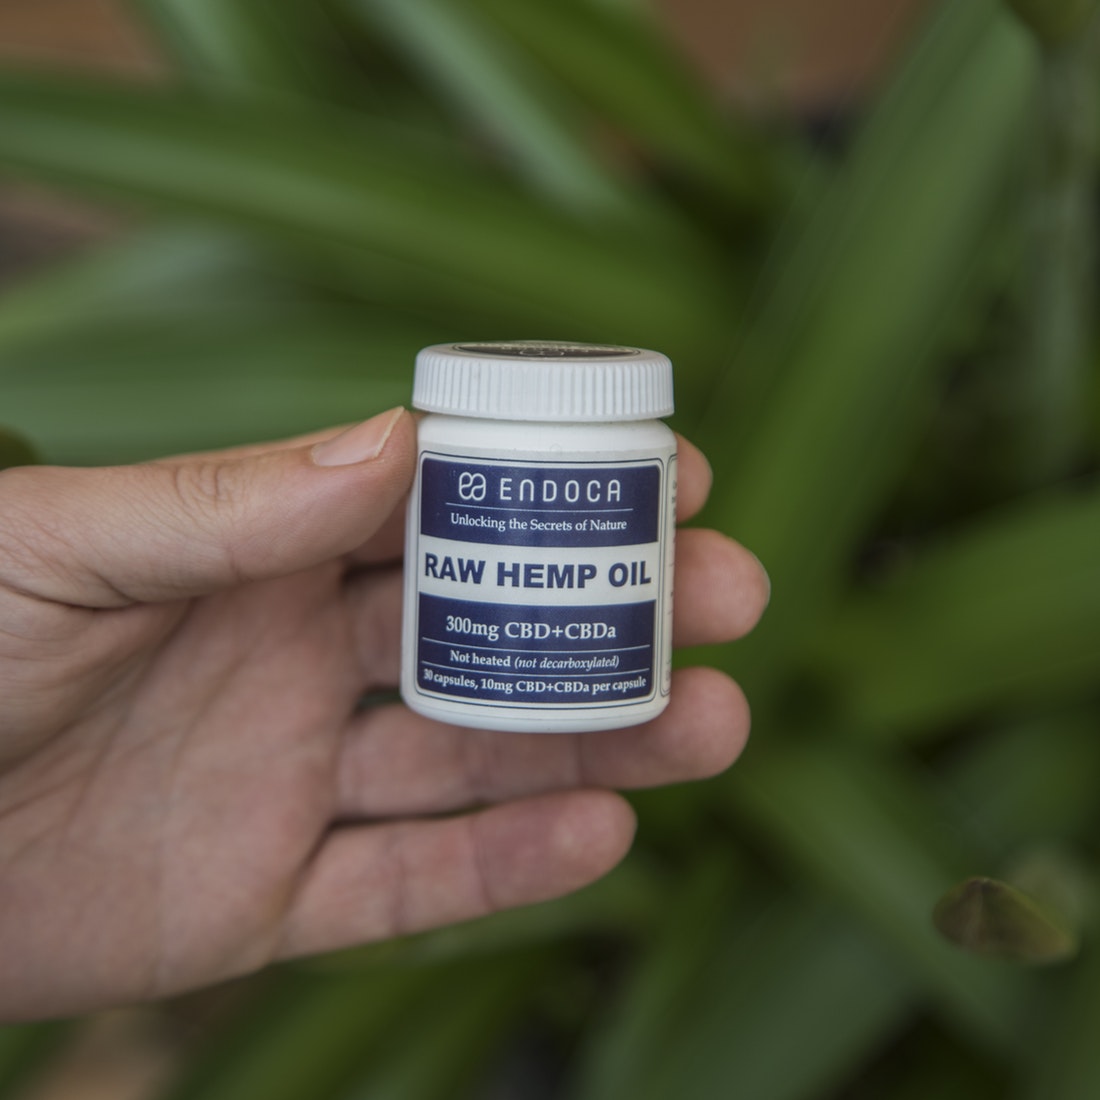 ENDOCA
Unlocking the Secrets of Nature
RAW HEMP OIL
300mg CBD+CBDa
Not heated (not decarboxylated)
30 capsules, 10mg CBD+CBDa per capsule